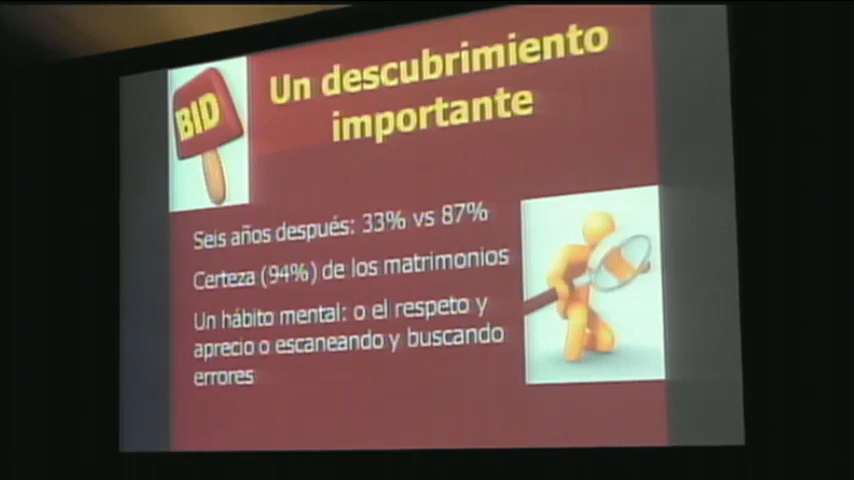 BID
Un descubrimiento
importante
Seis años después: 33% vs 87%
Certeza (94%) de los matrimonios
Un hábito mental: o el respeto y
aprecio o escaneando y buscando
errores